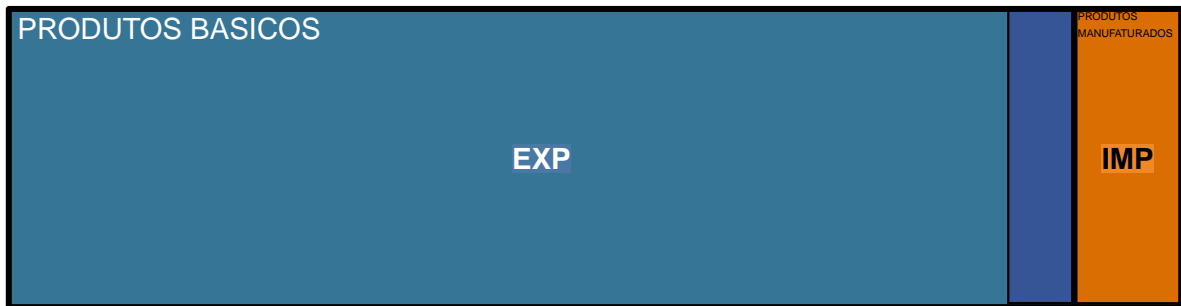 PRODUTOS BASICOS
PRODUTOS
MANUFATURADOS
EXP
IMP